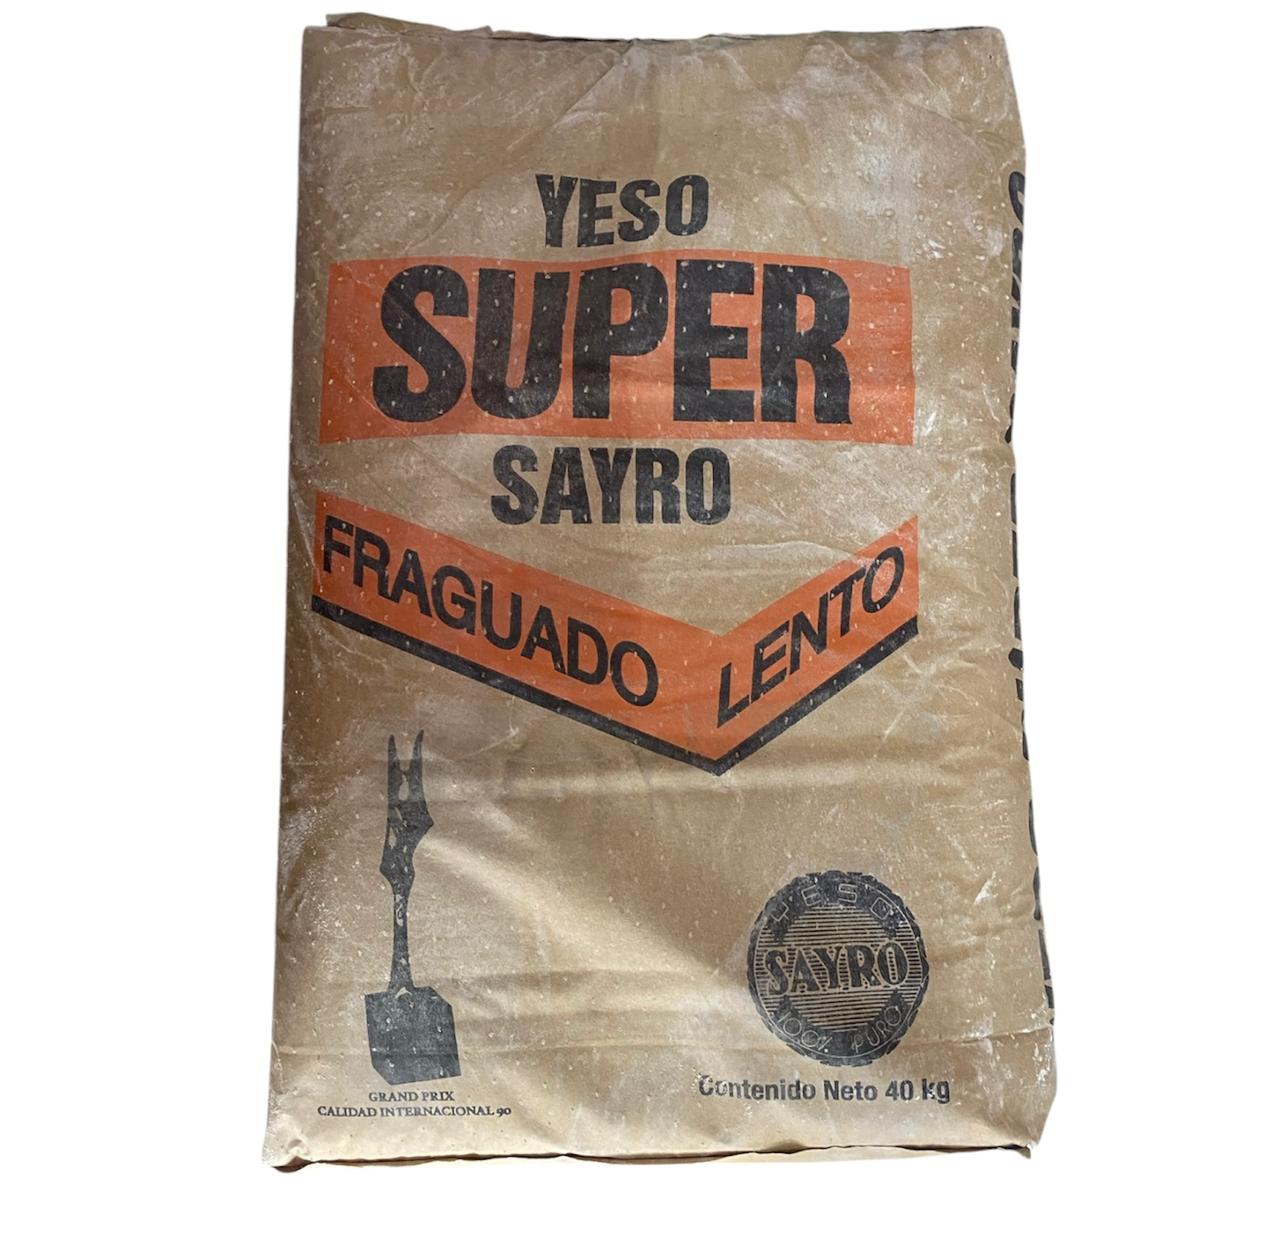 YESO
SUPER
SAYRO
FRAGUADO LENTO
GRAND PRIX
CALIDAD INTERNACIONAL 90
YESO
SAYRO
100% PURO
Contenido Neto 40 kg